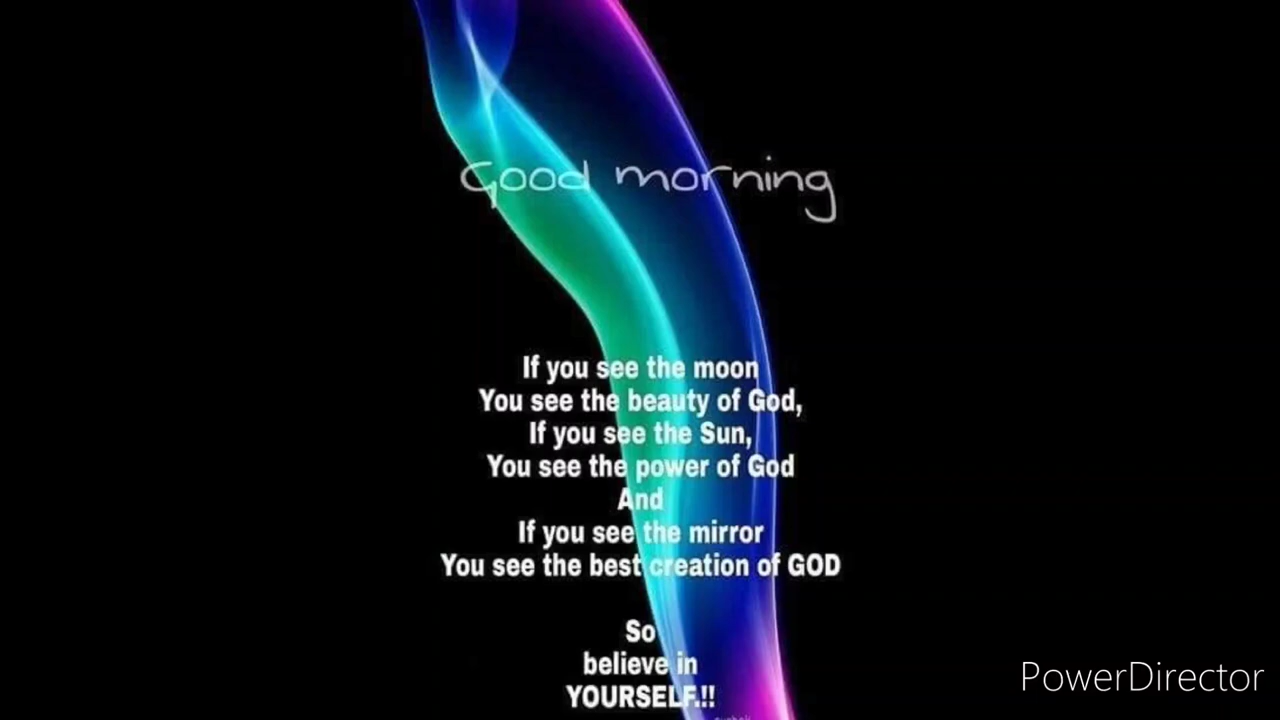 Good morning
If you see the moon
You see the beauty of God,
If you see the Sun,
You see the power of God
And
If you see the mirror
You see the best creation of GOD
So
believe in
YOURSELF.!!
PowerDirector